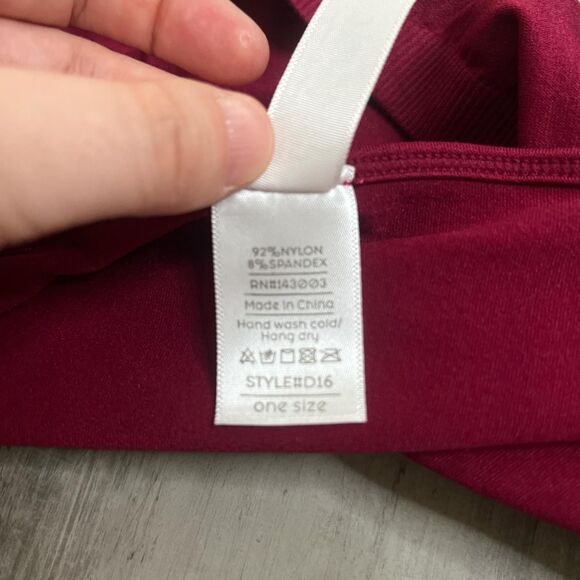 92%NYLON
8%SPANDEX
RN#143003
Made in China
Hand wash cold/
Hang dry
STYLE#D16
one size